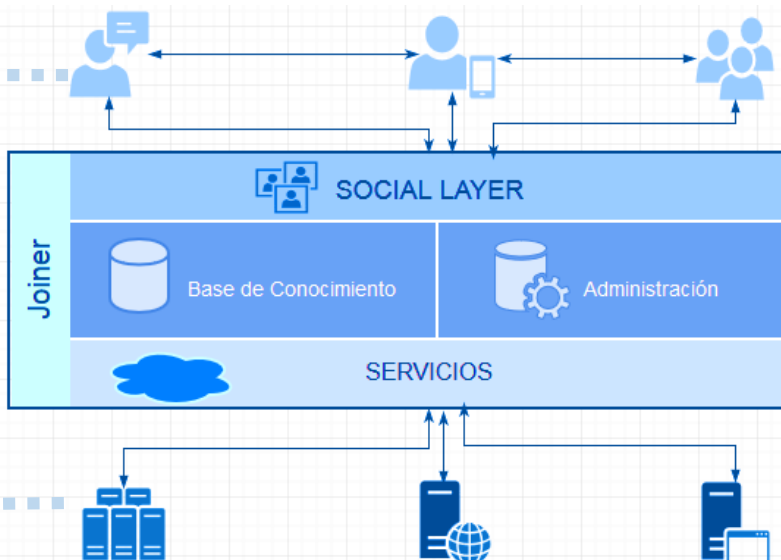 SOCIAL LAYER
Joiner
Base de Conocimiento
Administración
SERVICIOS